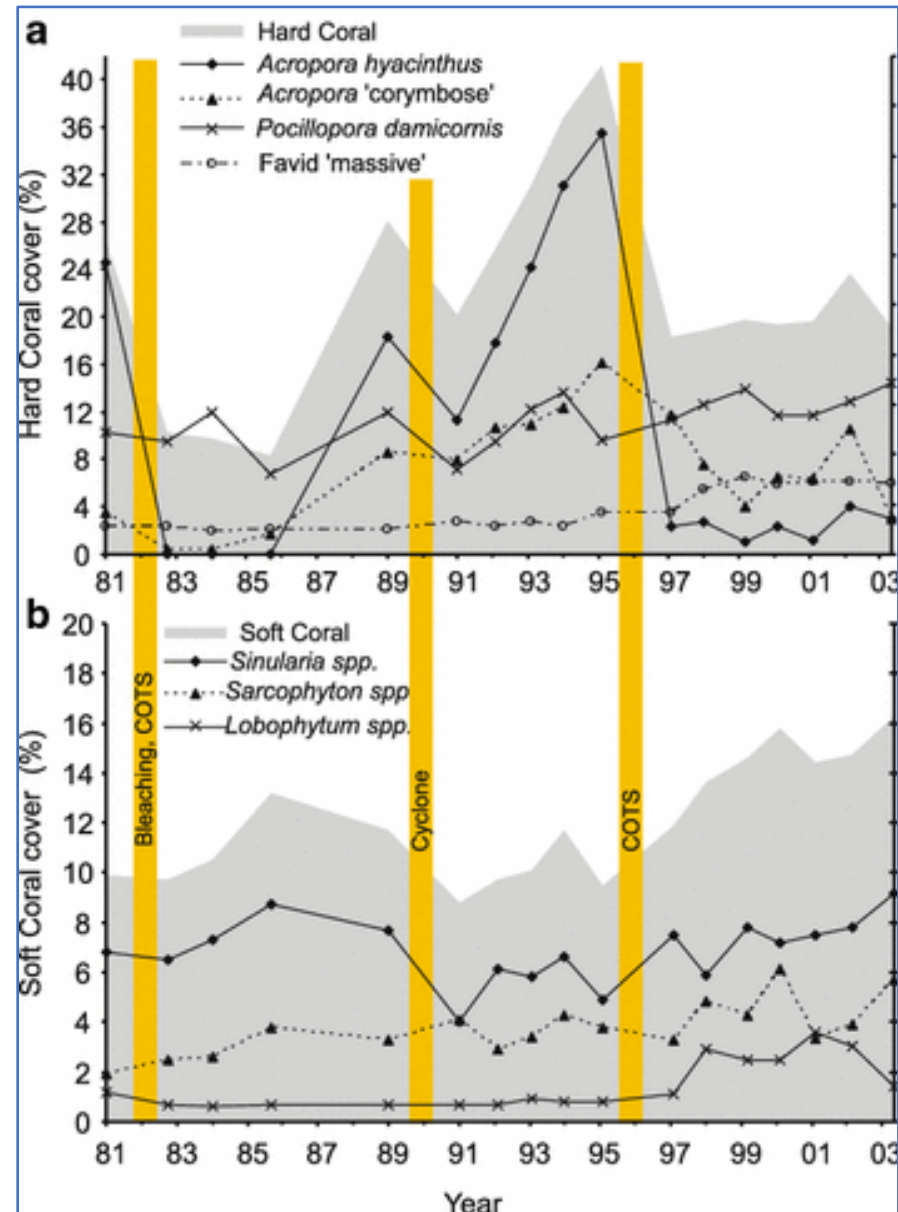 a
Hard Coral
Acropora hyacinthus
Acropora 'corymbose'
Pocillopora damicornis
Favid 'massive'
Hard Coral cover (%)
40
36
32
28
24
20
16
12
8
4
0
81 83 85 87 89 91 93 95 97 99 01 03
b
Soft Coral
Sinularia spp.
Sarcophyton spp
Lobophytum spp.
Soft Coral cover (%)
20
18
16
14
12
10
8
6
4
2
0
Bleaching, COTS
Cyclone
COTS
81 83 85 87 89 91 93 95 97 99 01 03
Year